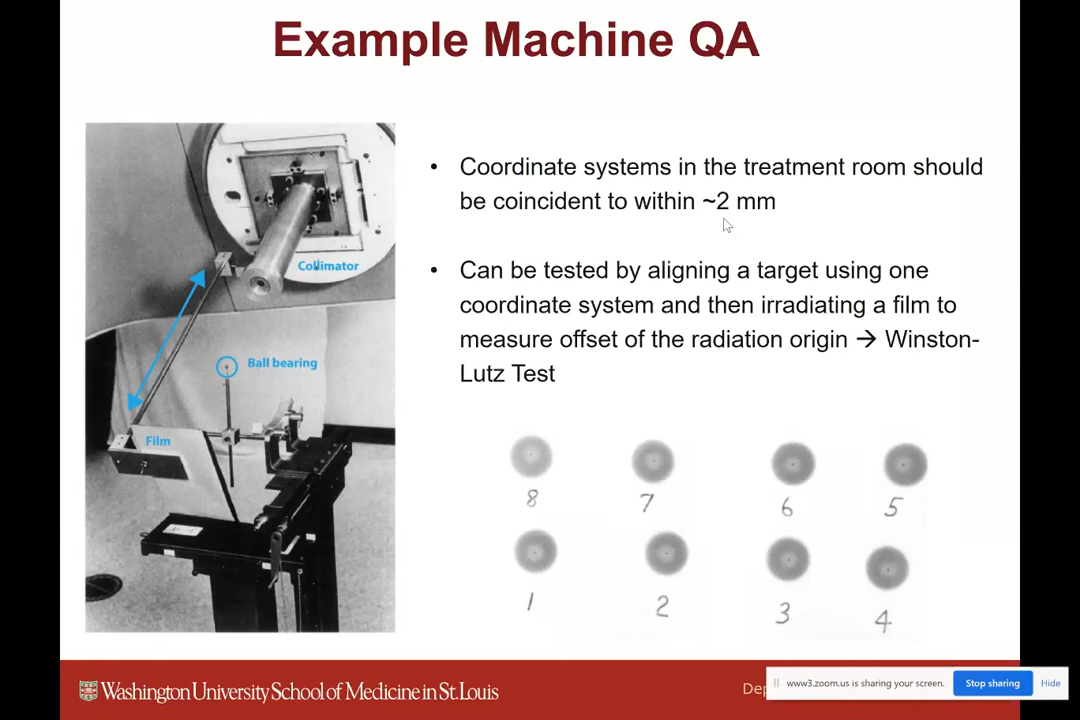 Example Machine QA
Collimator
Ball bearing
Film
• Coordinate systems in the treatment room should
be coincident to within ~2 mm
• Can be tested by aligning a target using one
coordinate system and then irradiating a film to
measure offset of the radiation origin → Winston-
Lutz Test
8 7 6 5
1 2 3 4
Washington University School of Medicine in St. Louis
www3.zoom.us is sharing your screen. Stop sharing Hide